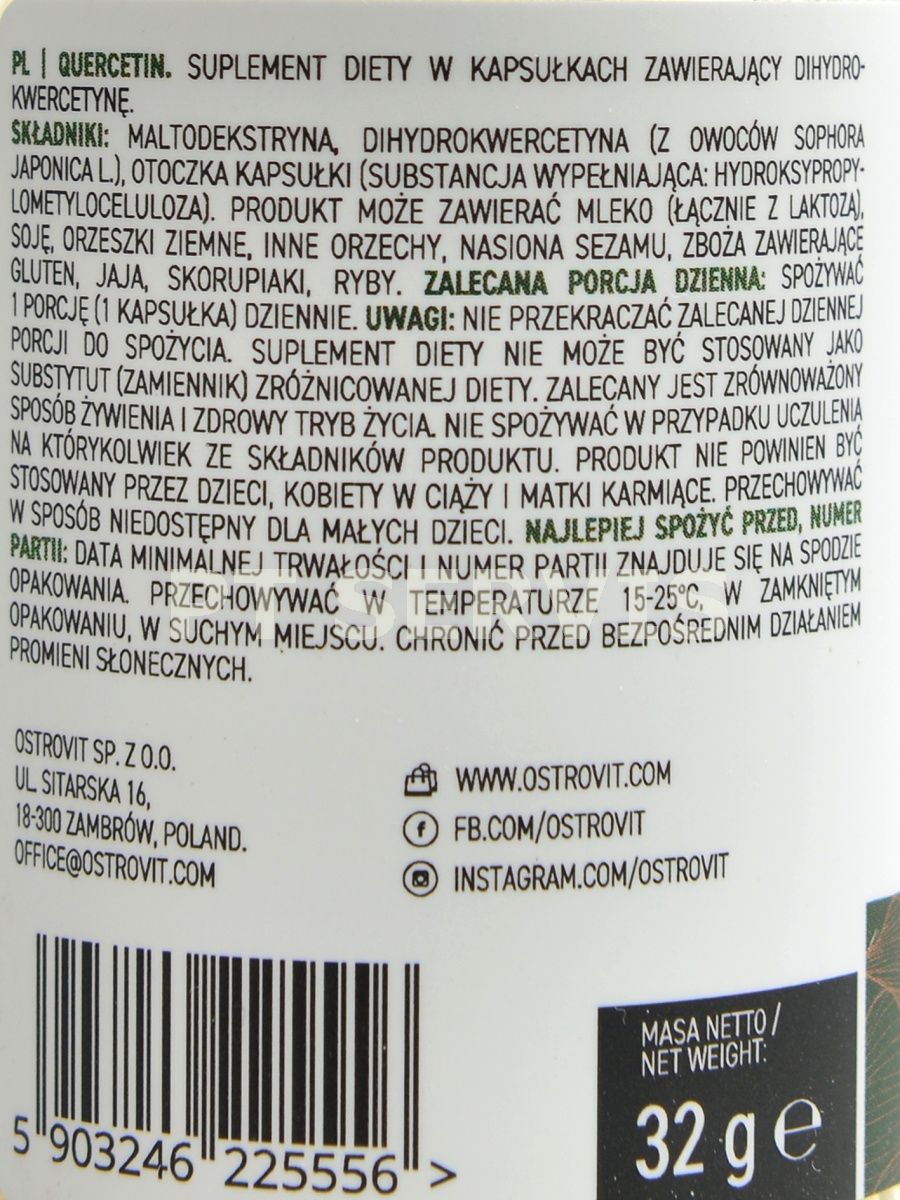 PL | QUERCETIN. SUPLEMENT DIETY W KAPSUŁKACH ZAWIERAJĄCY DIHYDRO-
KWERCETYNĘ.
SKŁADNIKI: MALTODEKSTRYNA, DIHYDROKWERCETYNA (Z OWOCÓW SOPHORA
JAPONICA L.), OTOCZKA KAPSUŁKI (SUBSTANCJA WYPEŁNIAJĄCA: HYDROKSYPROPY-
LOMETYLOCELULOZA). PRODUKT MOŻE ZAWIERAĆ MLEKO (ŁĄCZNIE Z LAKTOZĄ),
SOJĘ, ORZESZKI ZIEMNE, INNE ORZECHY, NASIONA SEZAMU, ZBOŻA ZAWIERAJĄCE
GLUTEN, JAJA, SKORUPIAKI, RYBY. ZALECANA PORCJA DZIENNA: SPOŻYWAĆ
1 PORCJĘ (1 KAPSUŁKA) DZIENNIE. UWAGI: NIE PRZEKRACZAĆ ZALECANEJ DZIENNEJ
PORCJI DO SPOŻYCIA. SUPLEMENT DIETY NIE MOŻE BYĆ STOSOWANY JAKO
SUBSTYTUT (ZAMIENNIK) ZRÓŻNICOWANEJ DIETY. ZALECANY JEST ZRÓWNOWAŻONY
SPOSÓB ŻYWIENIA I ZDROWY TRYB ŻYCIA. NIE SPOŻYWAĆ W PRZYPADKU UCZULENIA
NA KTÓRYKOLWIEK ZE SKŁADNIKÓW PRODUKTU. PRODUKT NIE POWINIEN BYĆ
STOSOWANY PRZEZ DZIECI, KOBIETY W CIĄŻY I MATKI KARMIĄCE. PRZECHOWYWAĆ
W SPOSÓB NIEDOSTĘPNY DLA MAŁYCH DZIECI. NAJLEPIEJ SPOŻYĆ PRZED, NUMER
PARTII: DATA MINIMALNEJ TRWAŁOŚCI I NUMER PARTII ZNAJDUJE SIĘ NA SPODZIE
OPAKOWANIA. PRZECHOWYWAĆ W TEMPERATURZE 15-25°C, W ZAMKNIĘTYM
OPAKOWANIU, W SUCHYM MIEJSCU. CHRONIĆ PRZED BEZPOŚREDNIM DZIAŁANIEM
PROMIENI SŁONECZNYCH.
OSTROVIT SP. Z O.O.
UL SITARSKA 16,
18-300 ZAMBRÓW, POLAND.
OFFICE@OSTROVIT.COM
WWW.OSTROVIT.COM
FB.COM/OSTROVIT
INSTAGRAM.COM/OSTROVIT
5 903246 225556 >
MASA NETTO /
NET WEIGHT:
32 g ℮